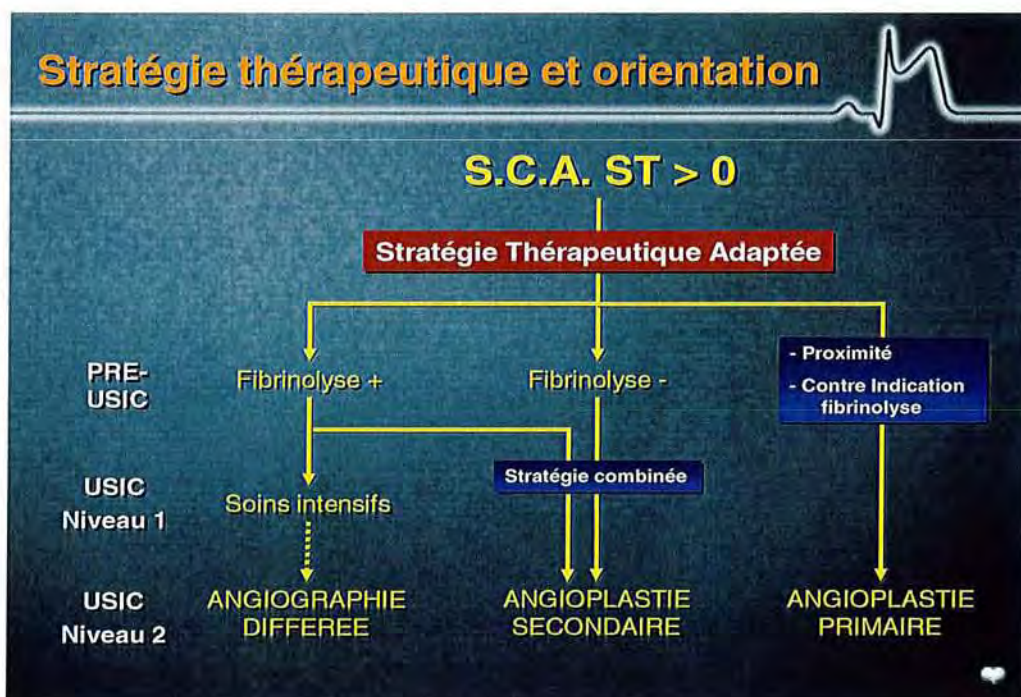 Stratégie thérapeutique et orientation
S.C.A. ST > 0
Stratégie Thérapeutique Adaptée
PRE-
USIC
Fibrinolyse +
Fibrinolyse -
- Proximité
- Contre Indication
fibrinolyse
USIC
Niveau 1
Soins intensifs
Stratégie combinée
USIC
Niveau 2
ANGIOGRAPHIE
DIFFEREE
ANGIOPLASTIE
SECONDAIRE
ANGIOPLASTIE
PRIMAIRE